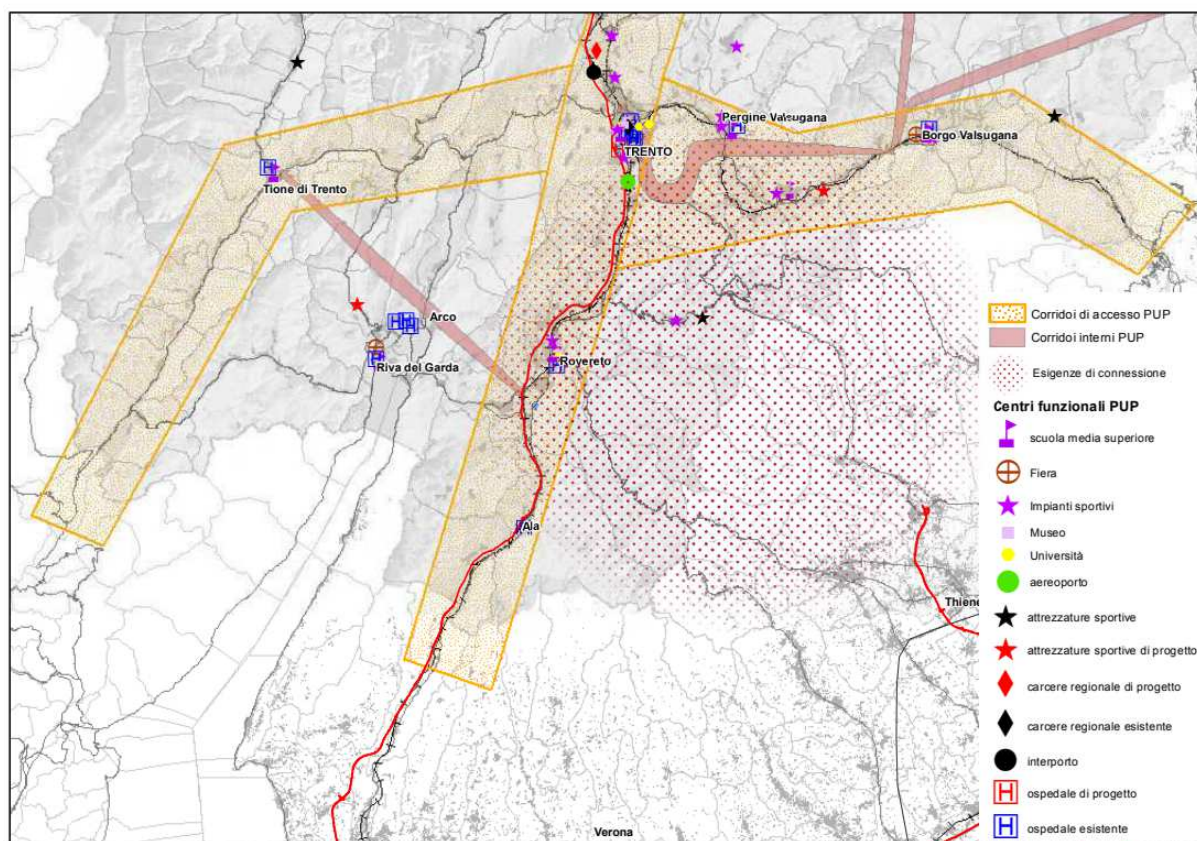 Pergine Valsugana
Borgo Valsugana
TRENTO
Tione di Trento
Arco
Riva del Garda
Rovereto
Ala
Thiene
Verona
Corridoi di accesso PUP
Corridoi interni PUP
Esigenze di connessione
Centri funzionali PUP
scuola media superiore
Fiera
Impianti sportivi
Museo
Università
aereoporto
attrezzature sportive
attrezzature sportive di progetto
carcere regionale di progetto
carcere regionale esistente
interporto
H ospedale di progetto
H ospedale esistente